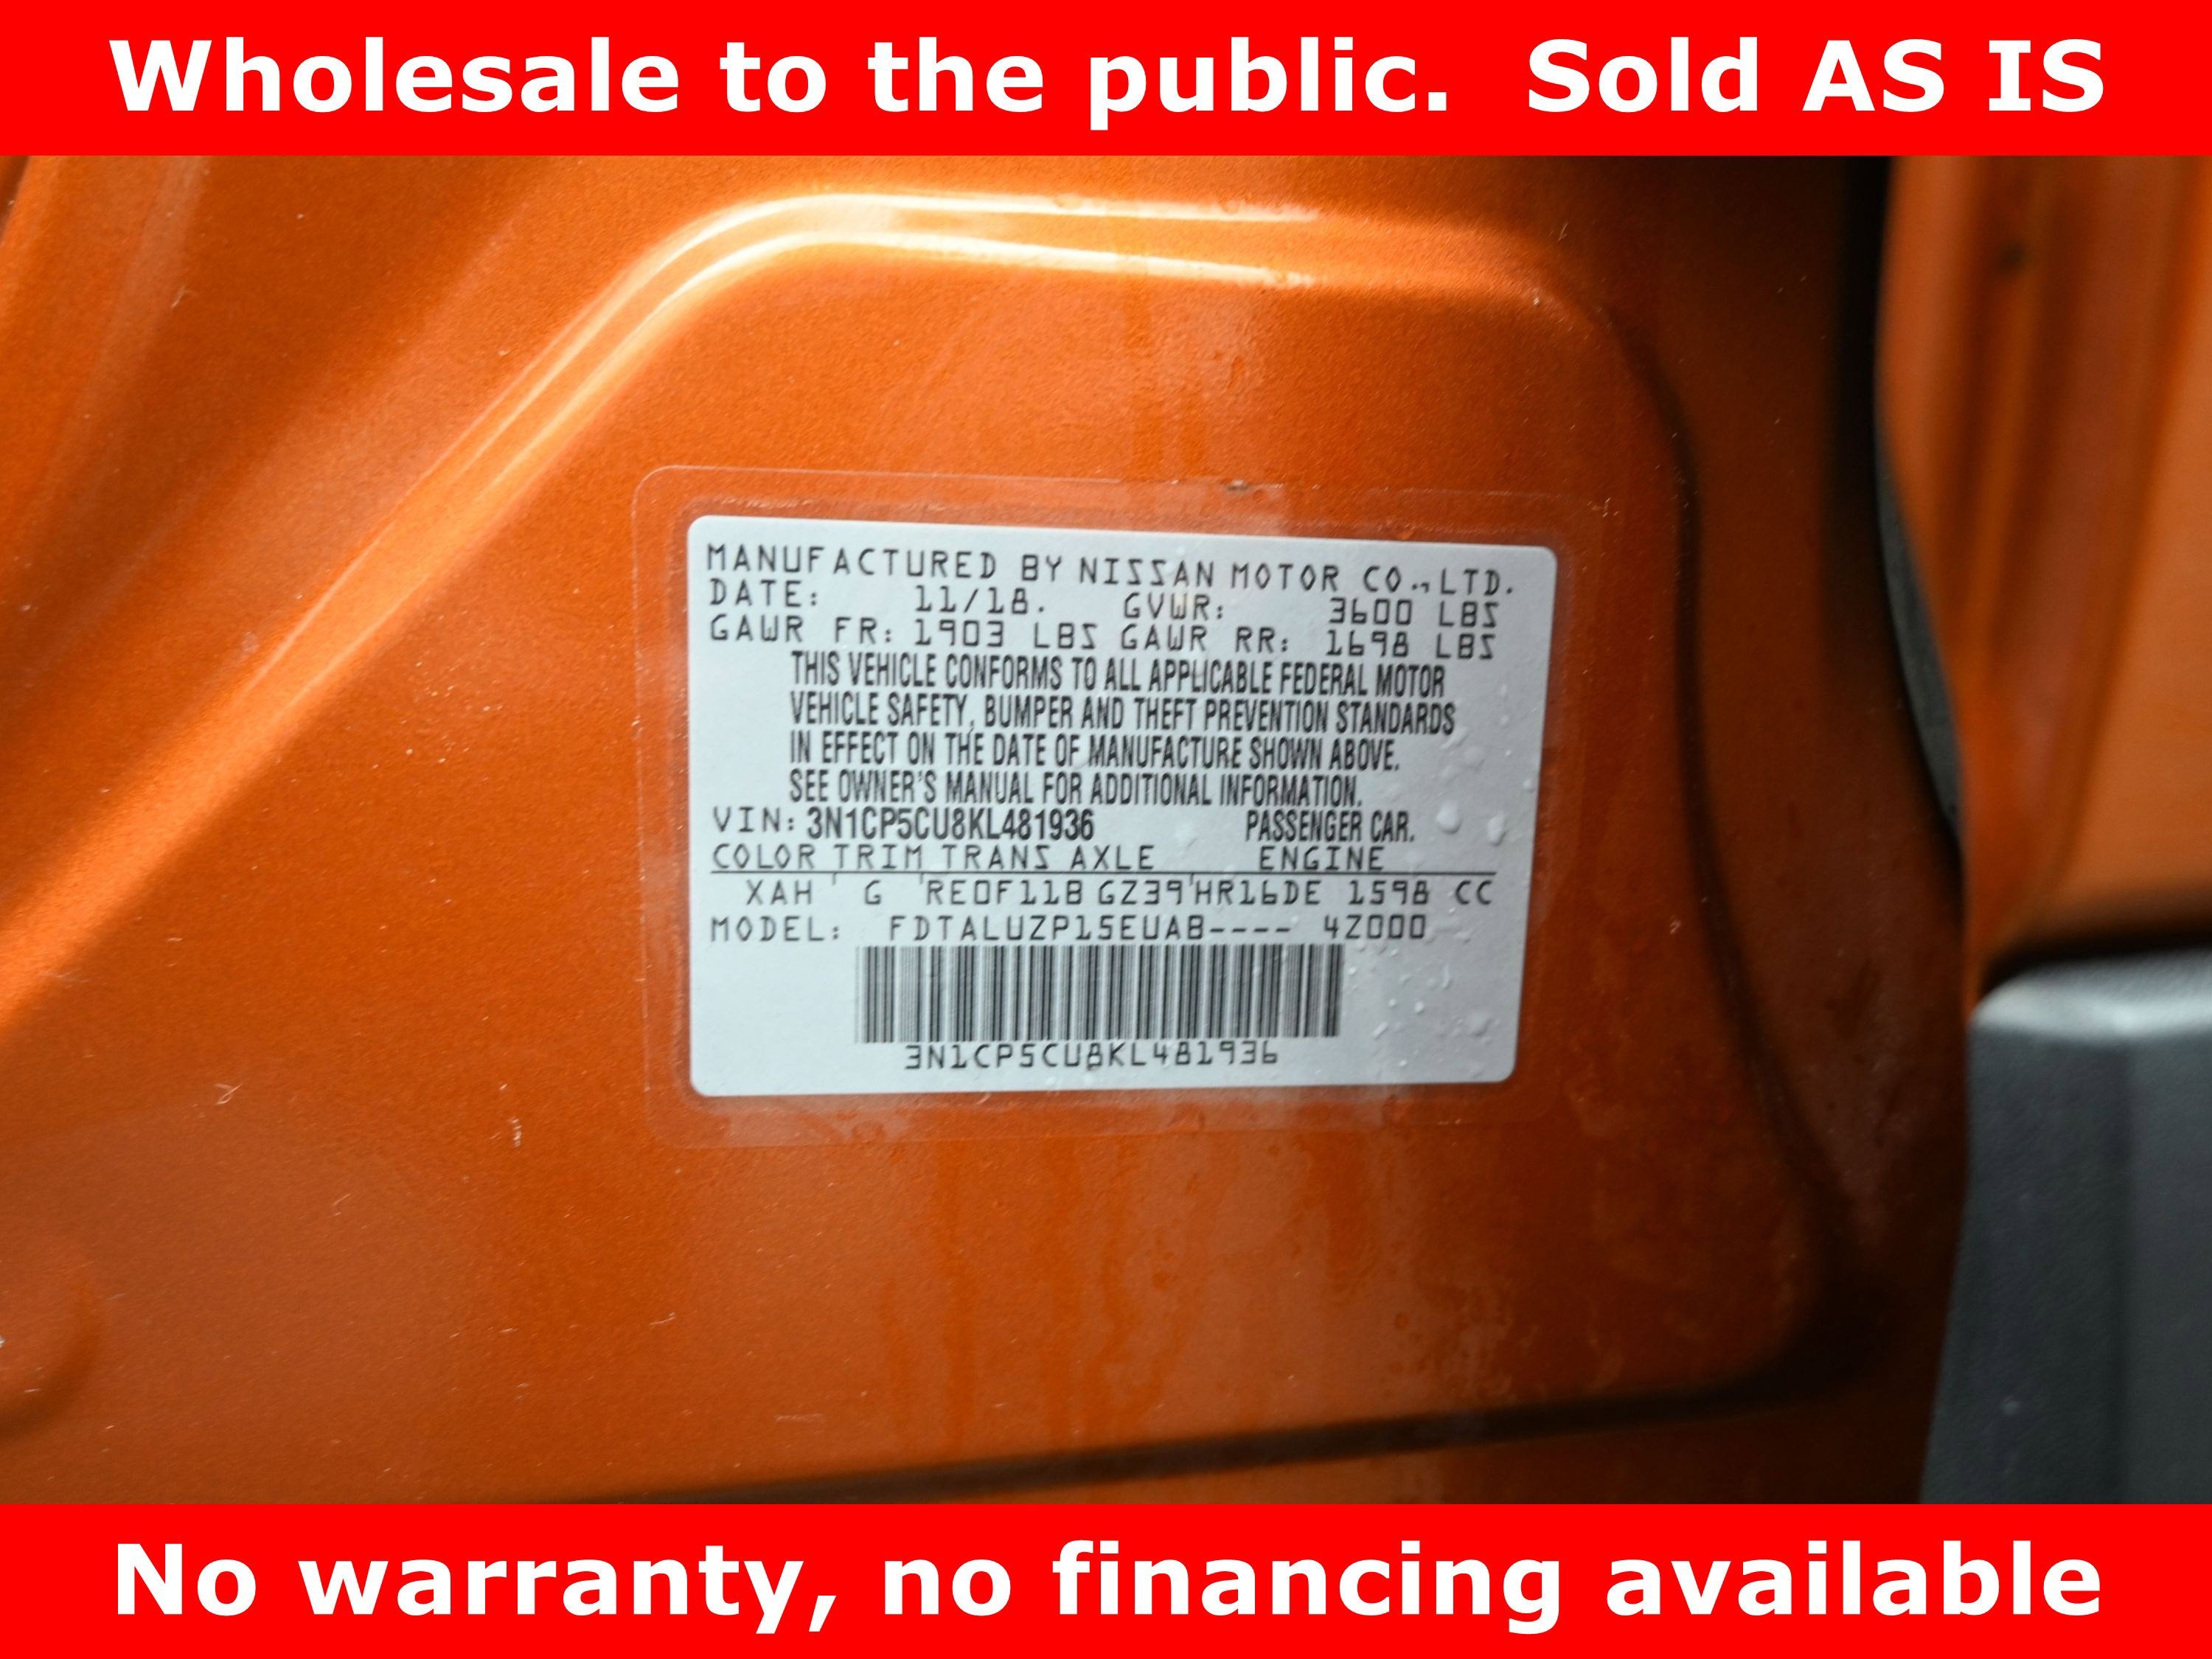 Wholesale to the public. Sold AS IS
MANUFACTURED BY NISSAN MOTOR CO., LTD.
DATE: 11/18. GVWR: 3600 LBS
GAWR FR: 1903 LBS GAWR RR: 1698 LBS
THIS VEHICLE CONFORMS TO ALL APPLICABLE FEDERAL MOTOR
VEHICLE SAFETY, BUMPER AND THEFT PREVENTION STANDARDS
IN EFFECT ON THE DATE OF MANUFACTURE SHOWN ABOVE.
SEE OWNER'S MANUAL FOR ADDITIONAL INFORMATION.
VIN: 3N1CP5CU8KL481936 PASSENGER CAR.
COLOR TRIM TRANS AXLE ENGINE
XAH G RE0F11B GZ39 HR16DE 1598 CC
MODEL: FDTALUZP15EUAB---- 4Z000
3N1CP5CU8KL481936
No warranty, no financing available